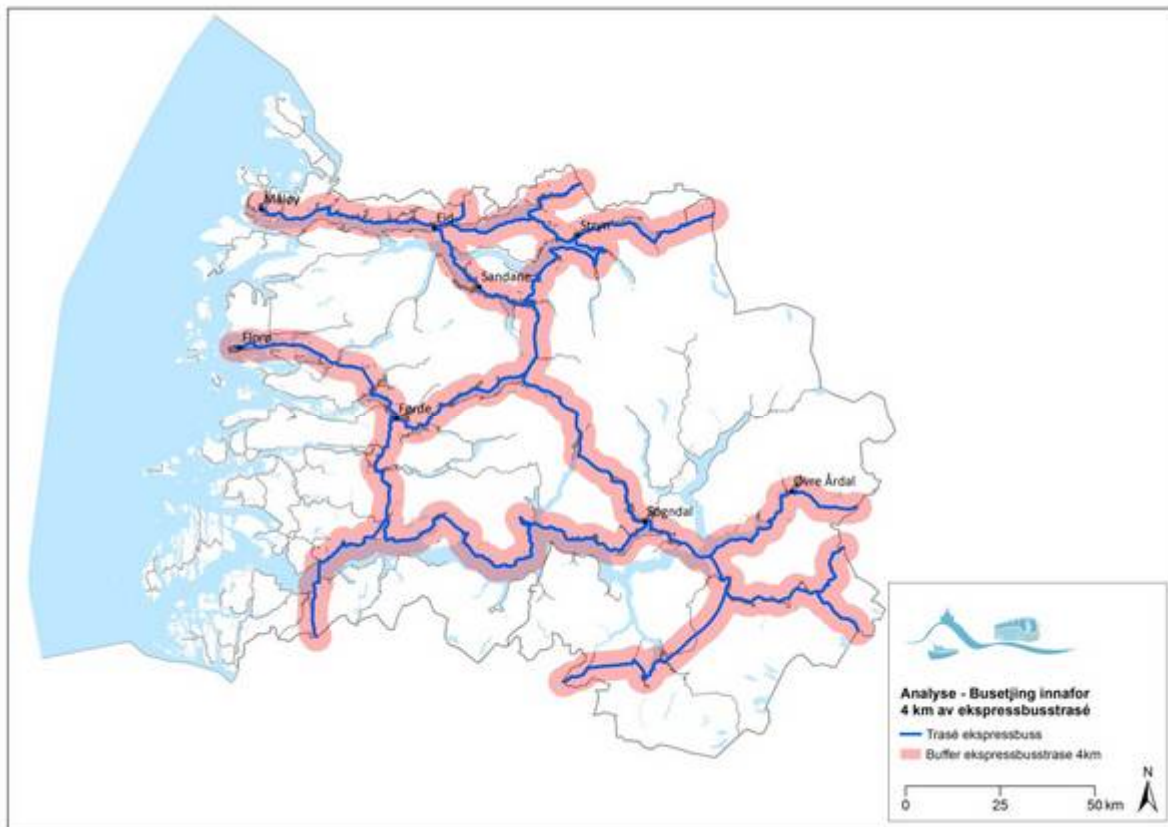 Måløy
Eid
Stryn
Sandane
Florø
Førde
Øvre Årdal
Sogndal
Analyse - Busetjing innafor
4 km av ekspressbusstrasé
Trasé ekspressbuss
Buffer ekspressbusstrase 4km
N
0 25 50 km